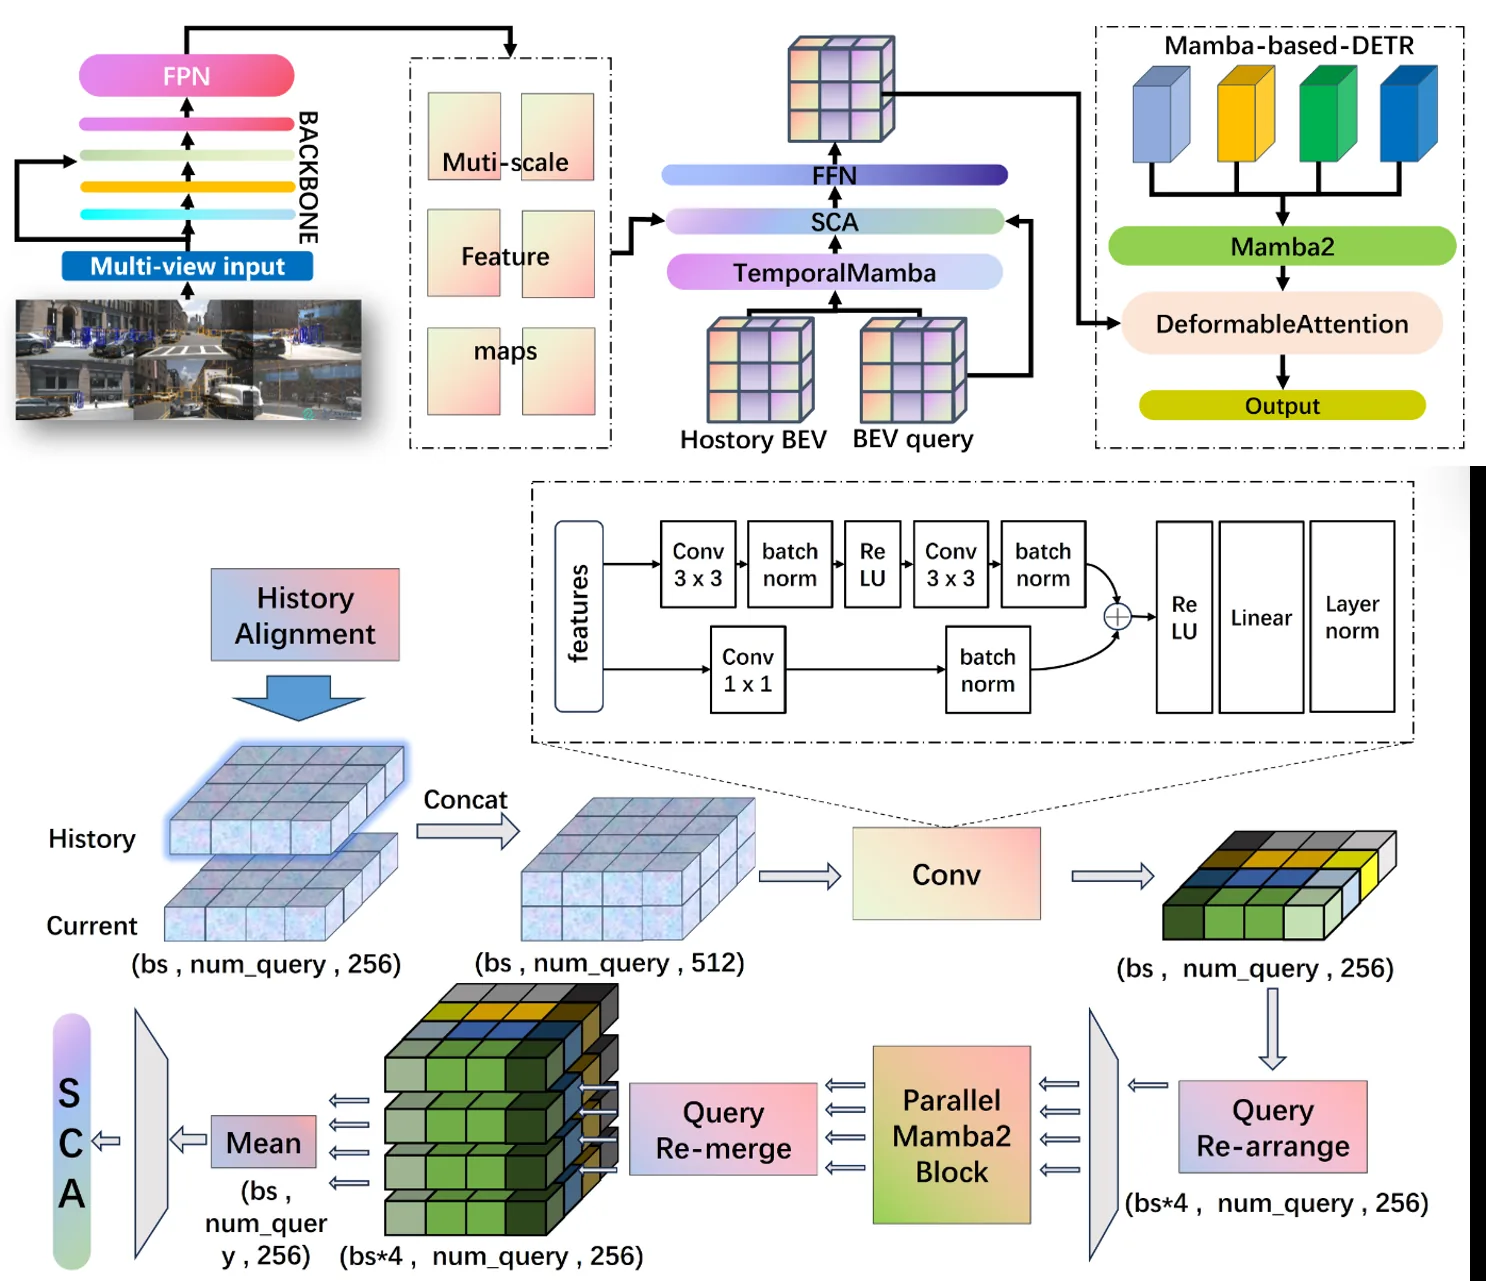 FPN
BACKBONE
Multi-view input
Muti-scale
Feature
maps
FFN
SCA
TemporalMamba
Hostory BEV
BEV query
Mamba-based-DETR
Mamba2
DeformableAttention
Output
features
Conv
3 x 3
batch
norm
Re
LU
Conv
3 x 3
batch
norm
Conv
1 x 1
batch
norm
Re
LU
Linear
Layer
norm
History
Alignment
History
Current
(bs , num_query , 256)
Concat
(bs , num_query , 512)
Conv
(bs , num_query , 256)
Query
Re-arrange
(bs*4 , num_query , 256)
Parallel
Mamba2
Block
Query
Re-merge
(bs*4 , num_query , 256)
Mean
(bs ,
num_quer
y , 256)
S
C
A